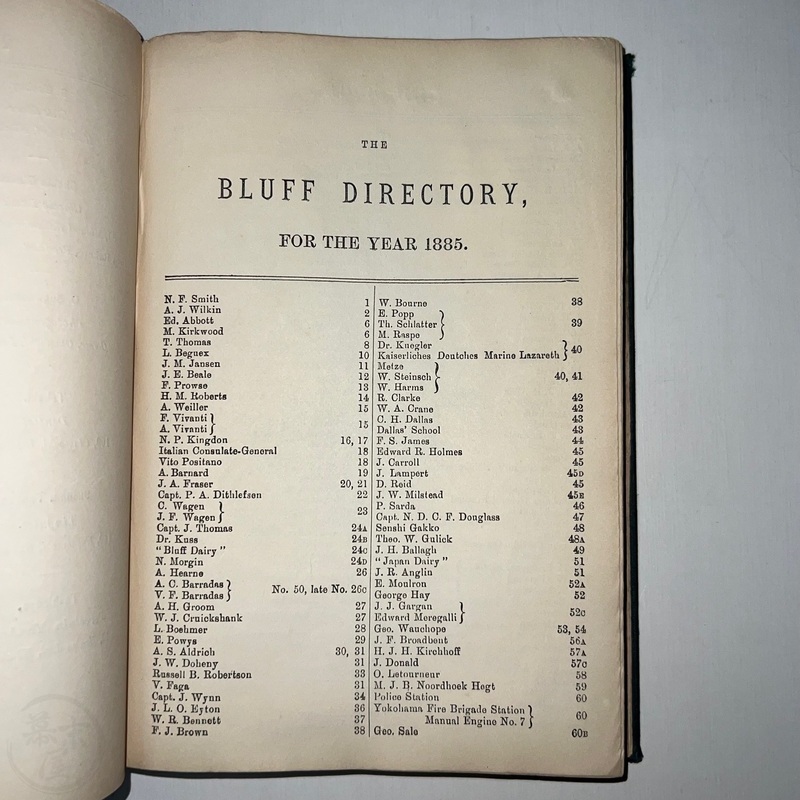 THE
BLUFF DIRECTORY,
FOR THE YEAR 1885.
N. F. Smith 1
A. J. Wilkin 2
Ed. Abbott 6
M. Kirkwood 6
T. Thomas 8
L. Beguex 10
J. M. Jansen 11
J. E. Beale 12
F. Prowse 13
H. M. Roberts 14
A. Weiller 15
F. Vivanti
A. Vivanti } 15
N. P. Kingdon 16, 17
Italian Consulate-General 18
Vito Positano 18
A. Barnard 19
J. A. Fraser 20, 21
Capt. P. A. Dithlefsen 22
C. Wagen
J. F. Wagen } 23
Capt. J. Thomas 24A
Dr. Kuss 24B
"Bluff Dairy" 24C
N. Morgin 24D
A. Hearne 26
A. C. Barradas
V. F. Barradas } No. 50, late No. 26C
A. H. Groom 27
W. J. Cruickshank 27
L. Boehmer 28
E. Powys 29
A. S. Aldrich 30, 31
J. W. Doheny 31
Russell B. Robertson 33
V. Faga 31
Capt. J. Wynn 34
J. L. O. Eyton 36
W. R. Bennett 37
F. J. Brown 38
W. Bourne 38
E. Popp
Th. Schlatter } 39
M. Raspe
Dr. Kuegler
Kaiserliches Deutches Marine Lazareth } 40
Metze
W. Steinsch } 40, 41
W. Harms
R. Clarke 42
W. A. Crane 42
C. H. Dallas 43
Dallas' School 43
F. S. James 44
Edward R. Holmes 45
J. Carroll 45
J. Lampert 45D
D. Reid 45
J. W. Milstead 45E
P. Sarda 46
Capt. N. D. C. F. Douglass 47
Senshi Gakko 48
Theo. W. Gulick 48A
J. H. Ballagh 49
"Japan Dairy" 51
J. R. Anglin 51
E. Moulron 52A
George Hay 52
J. J. Gargan
Edward Meregalli } 52C
Geo. Wauchope 53, 54
J. F. Broadbent 56A
H. J. H. Kirchhoff 57A
J. Donald 57C
O. Letourneur 58
M. J. B. Noordhoek Hegt 59
Police Station 60
Yokohama Fire Brigade Station
Manual Engine No. 7 } 60
Geo. Sale 60B